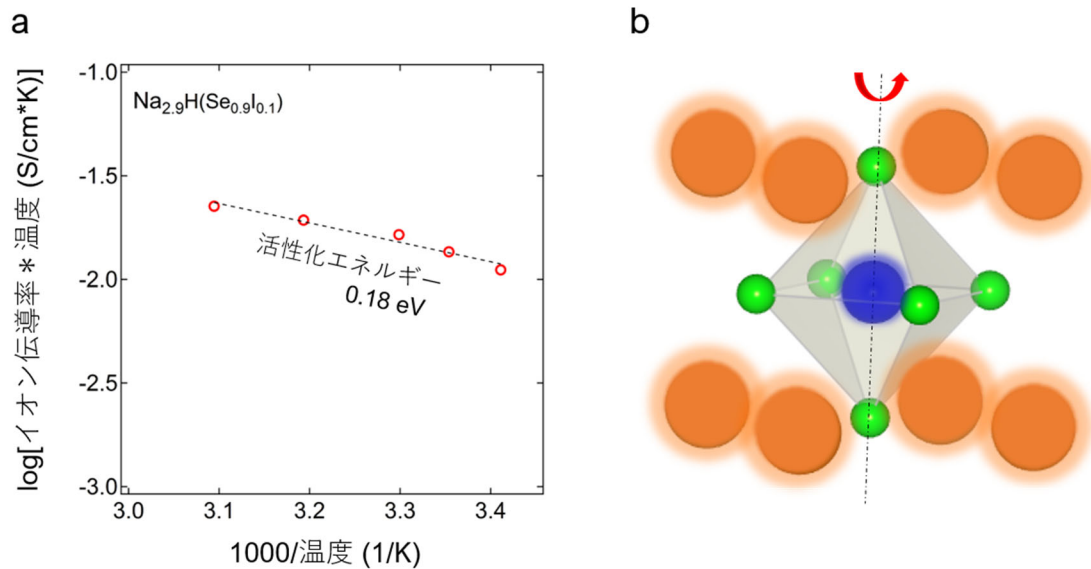 a
b
log[イオン伝導率＊温度 (S/cm*K)]
-1.0
-1.5
-2.0
-2.5
-3.0
Na2.9H(Se0.9I0.1)
活性化エネルギー
0.18 eV
3.0 3.1 3.2 3.3 3.4
1000/温度 (1/K)